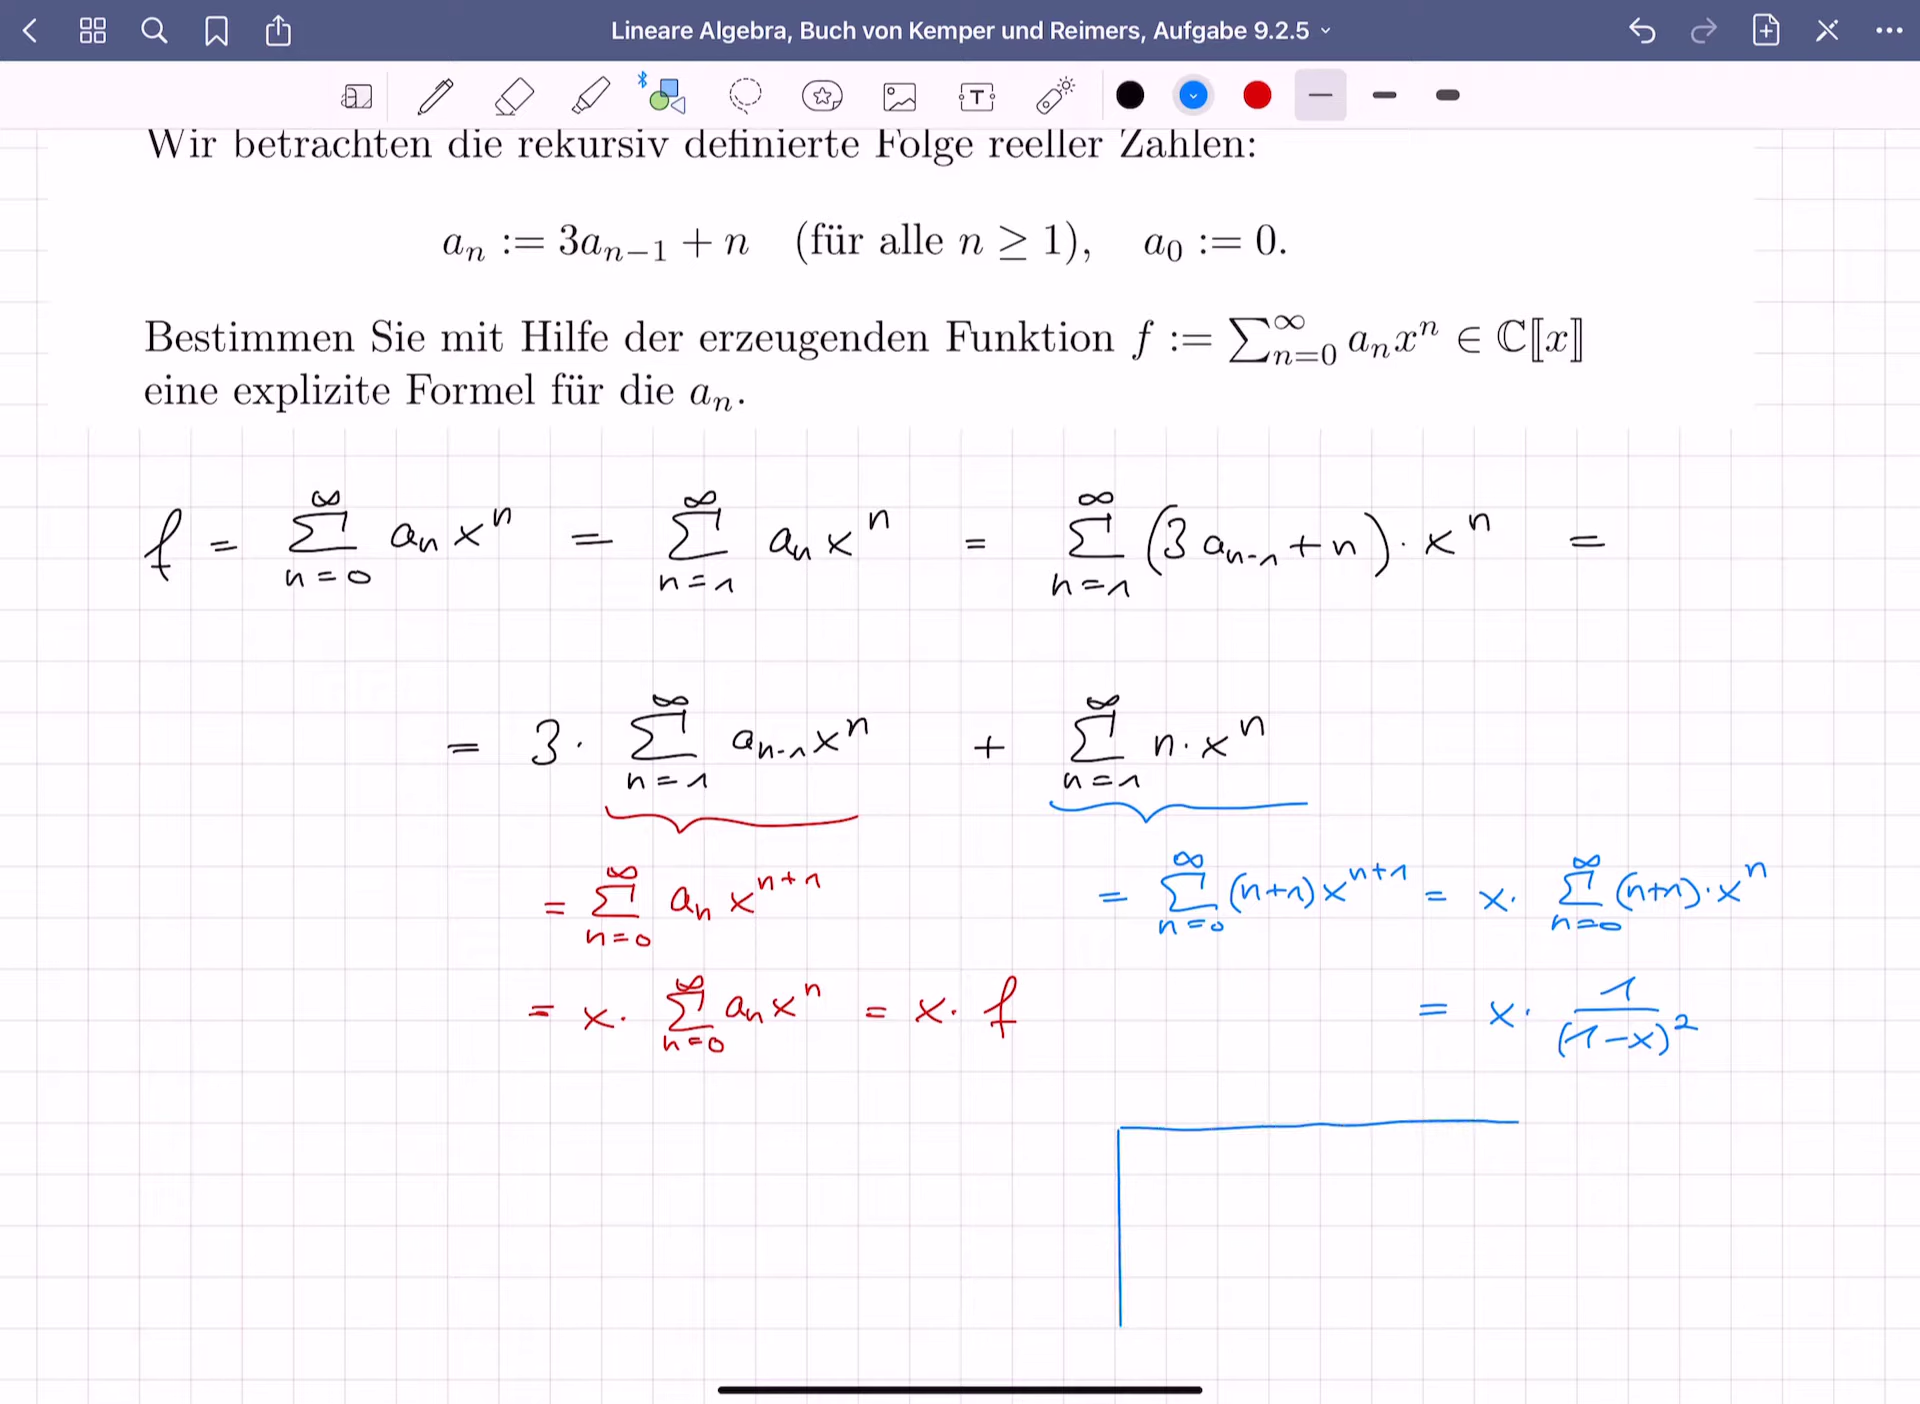 Lineare Algebra, Buch von Kemper und Reimers, Aufgabe 9.2.5
Wir betrachten die rekursiv definierte Folge reeller Zahlen:
aₙ := 3aₙ₋₁ + n (für alle n ≥ 1), a₀ := 0.
Bestimmen Sie mit Hilfe der erzeugenden Funktion f := ∑_{n=0}^{∞} aₙxⁿ ∈ ℂ⟦x⟧
eine explizite Formel für die aₙ.
f = ∑_{n=0}^{∞} aₙ xⁿ = ∑_{n=1}^{∞} aₙ xⁿ = ∑_{n=1}^{∞} (3 aₙ₋₁ + n) · xⁿ =
= 3 · ∑_{n=1}^{∞} aₙ₋₁ xⁿ + ∑_{n=1}^{∞} n · xⁿ
= ∑_{n=0}^{∞} aₙ xⁿ⁺¹ = ∑_{n=0}^{∞} (n+1) xⁿ⁺¹ = x · ∑_{n=0}^{∞} (n+1) · xⁿ
= x · ∑_{n=0}^{∞} aₙ xⁿ = x · f = x · 1/(1-x)²